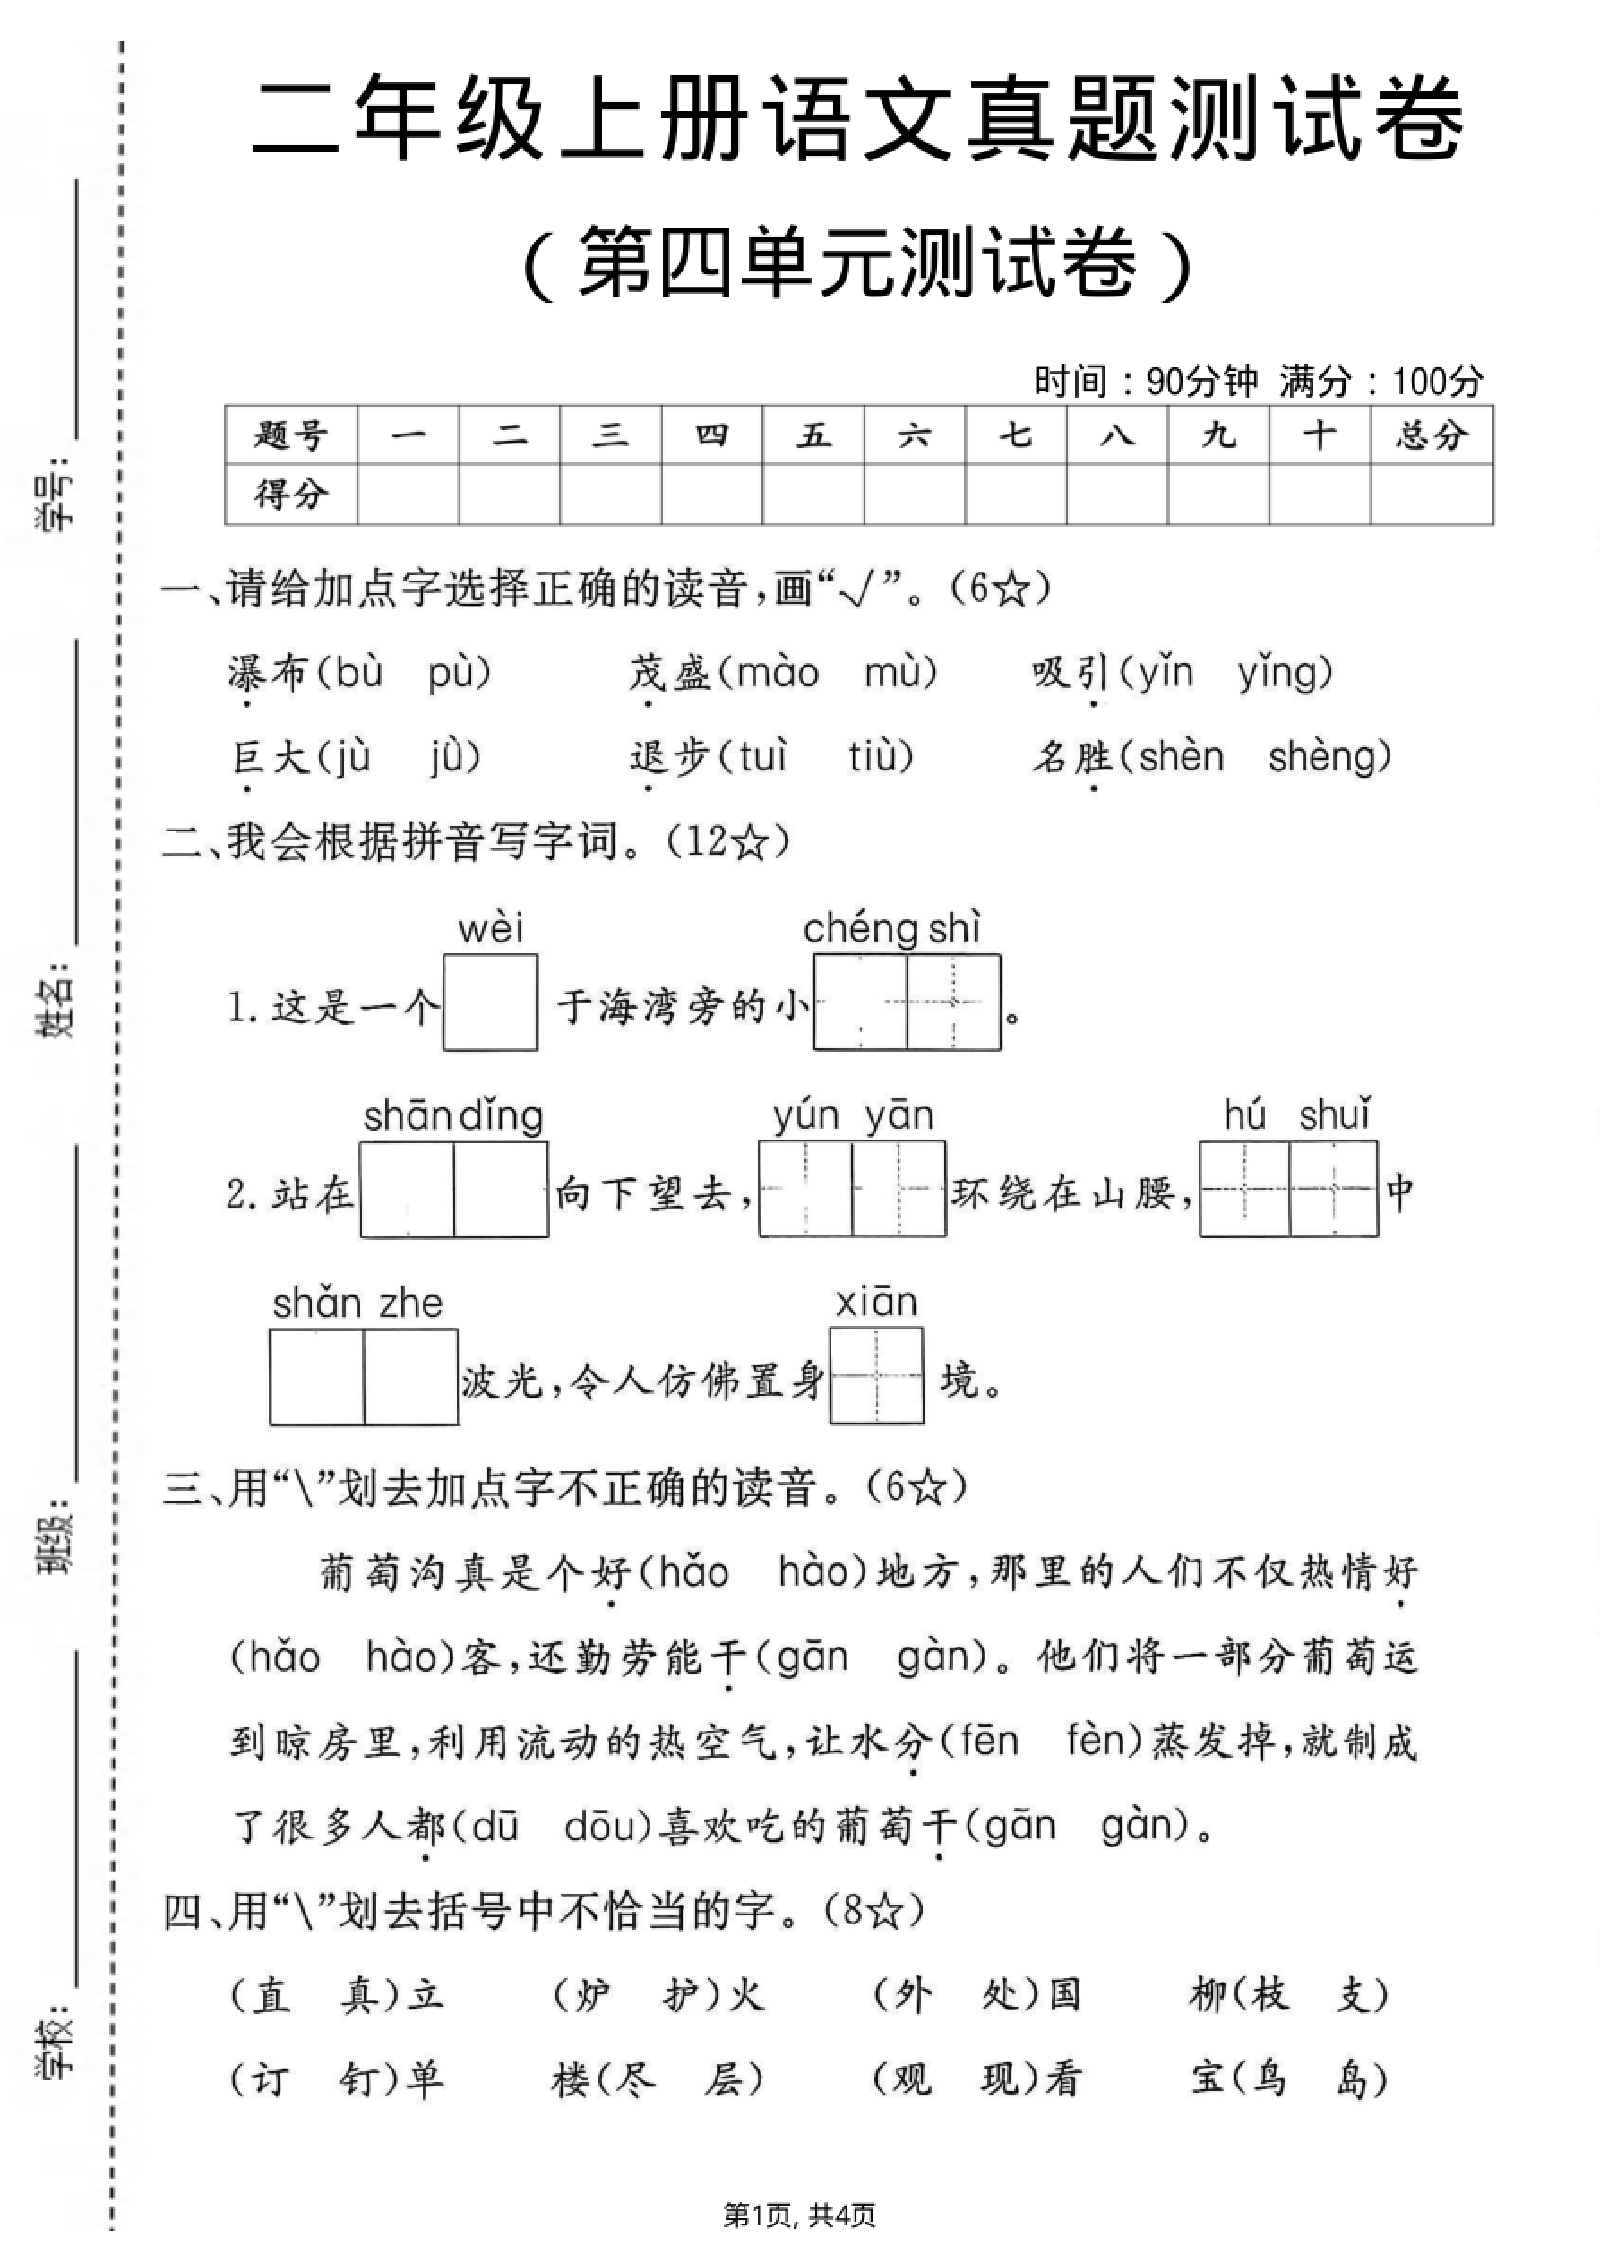 二年级上册语文真题测试卷
（第四单元测试卷）
时间：90分钟 满分：100分
题号 一 二 三 四 五 六 七 八 九 十 总分
得分
一、请给加点字选择正确的读音,画“√”。（6☆）
瀑布(bù pù) 茂盛(mào mù) 吸引(yǐn yǐng)
巨大(jù jǜ) 退步(tuì tiù) 名胜(shèn shèng)
二、我会根据拼音写字词。（12☆）
wèi chéng shì
1. 这是一个 于海湾旁的小 。
shān dǐng yún yān hú shuǐ
2. 站在 向下望去, 环绕在山腰, 中
shǎn zhe xiān
波光,令人仿佛置身 境。
三、用“\”划去加点字不正确的读音。（6☆）
葡萄沟真是个好(hǎo hào)地方,那里的人们不仅热情好
(hǎo hào)客,还勤劳能干(gān gàn)。他们将一部分葡萄运
到晾房里,利用流动的热空气,让水分(fēn fèn)蒸发掉,就制成
了很多人都(dū dōu)喜欢吃的葡萄干(gān gàn)。
四、用“\”划去括号中不恰当的字。（8☆）
(直 真)立 (炉 护)火 (外 处)国 柳(枝 支)
(订 钉)单 楼(尽 层) (观 现)看 宝(鸟 岛)
学号：
姓名：
班级：
学校：
第1页, 共4页